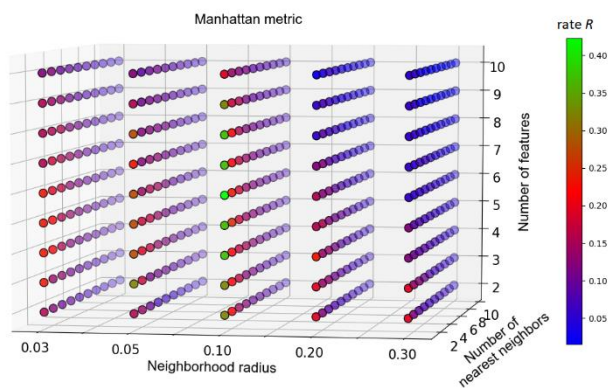 Manhattan metric
rate R
0.40
0.35
0.30
0.25
0.20
0.15
0.10
0.05
10
9
8
7
6
5
4
3
2
Number of features
2 4 6 8 10
Number of
nearest neighbors
0.03 0.05 0.10 0.20 0.30
Neighborhood radius